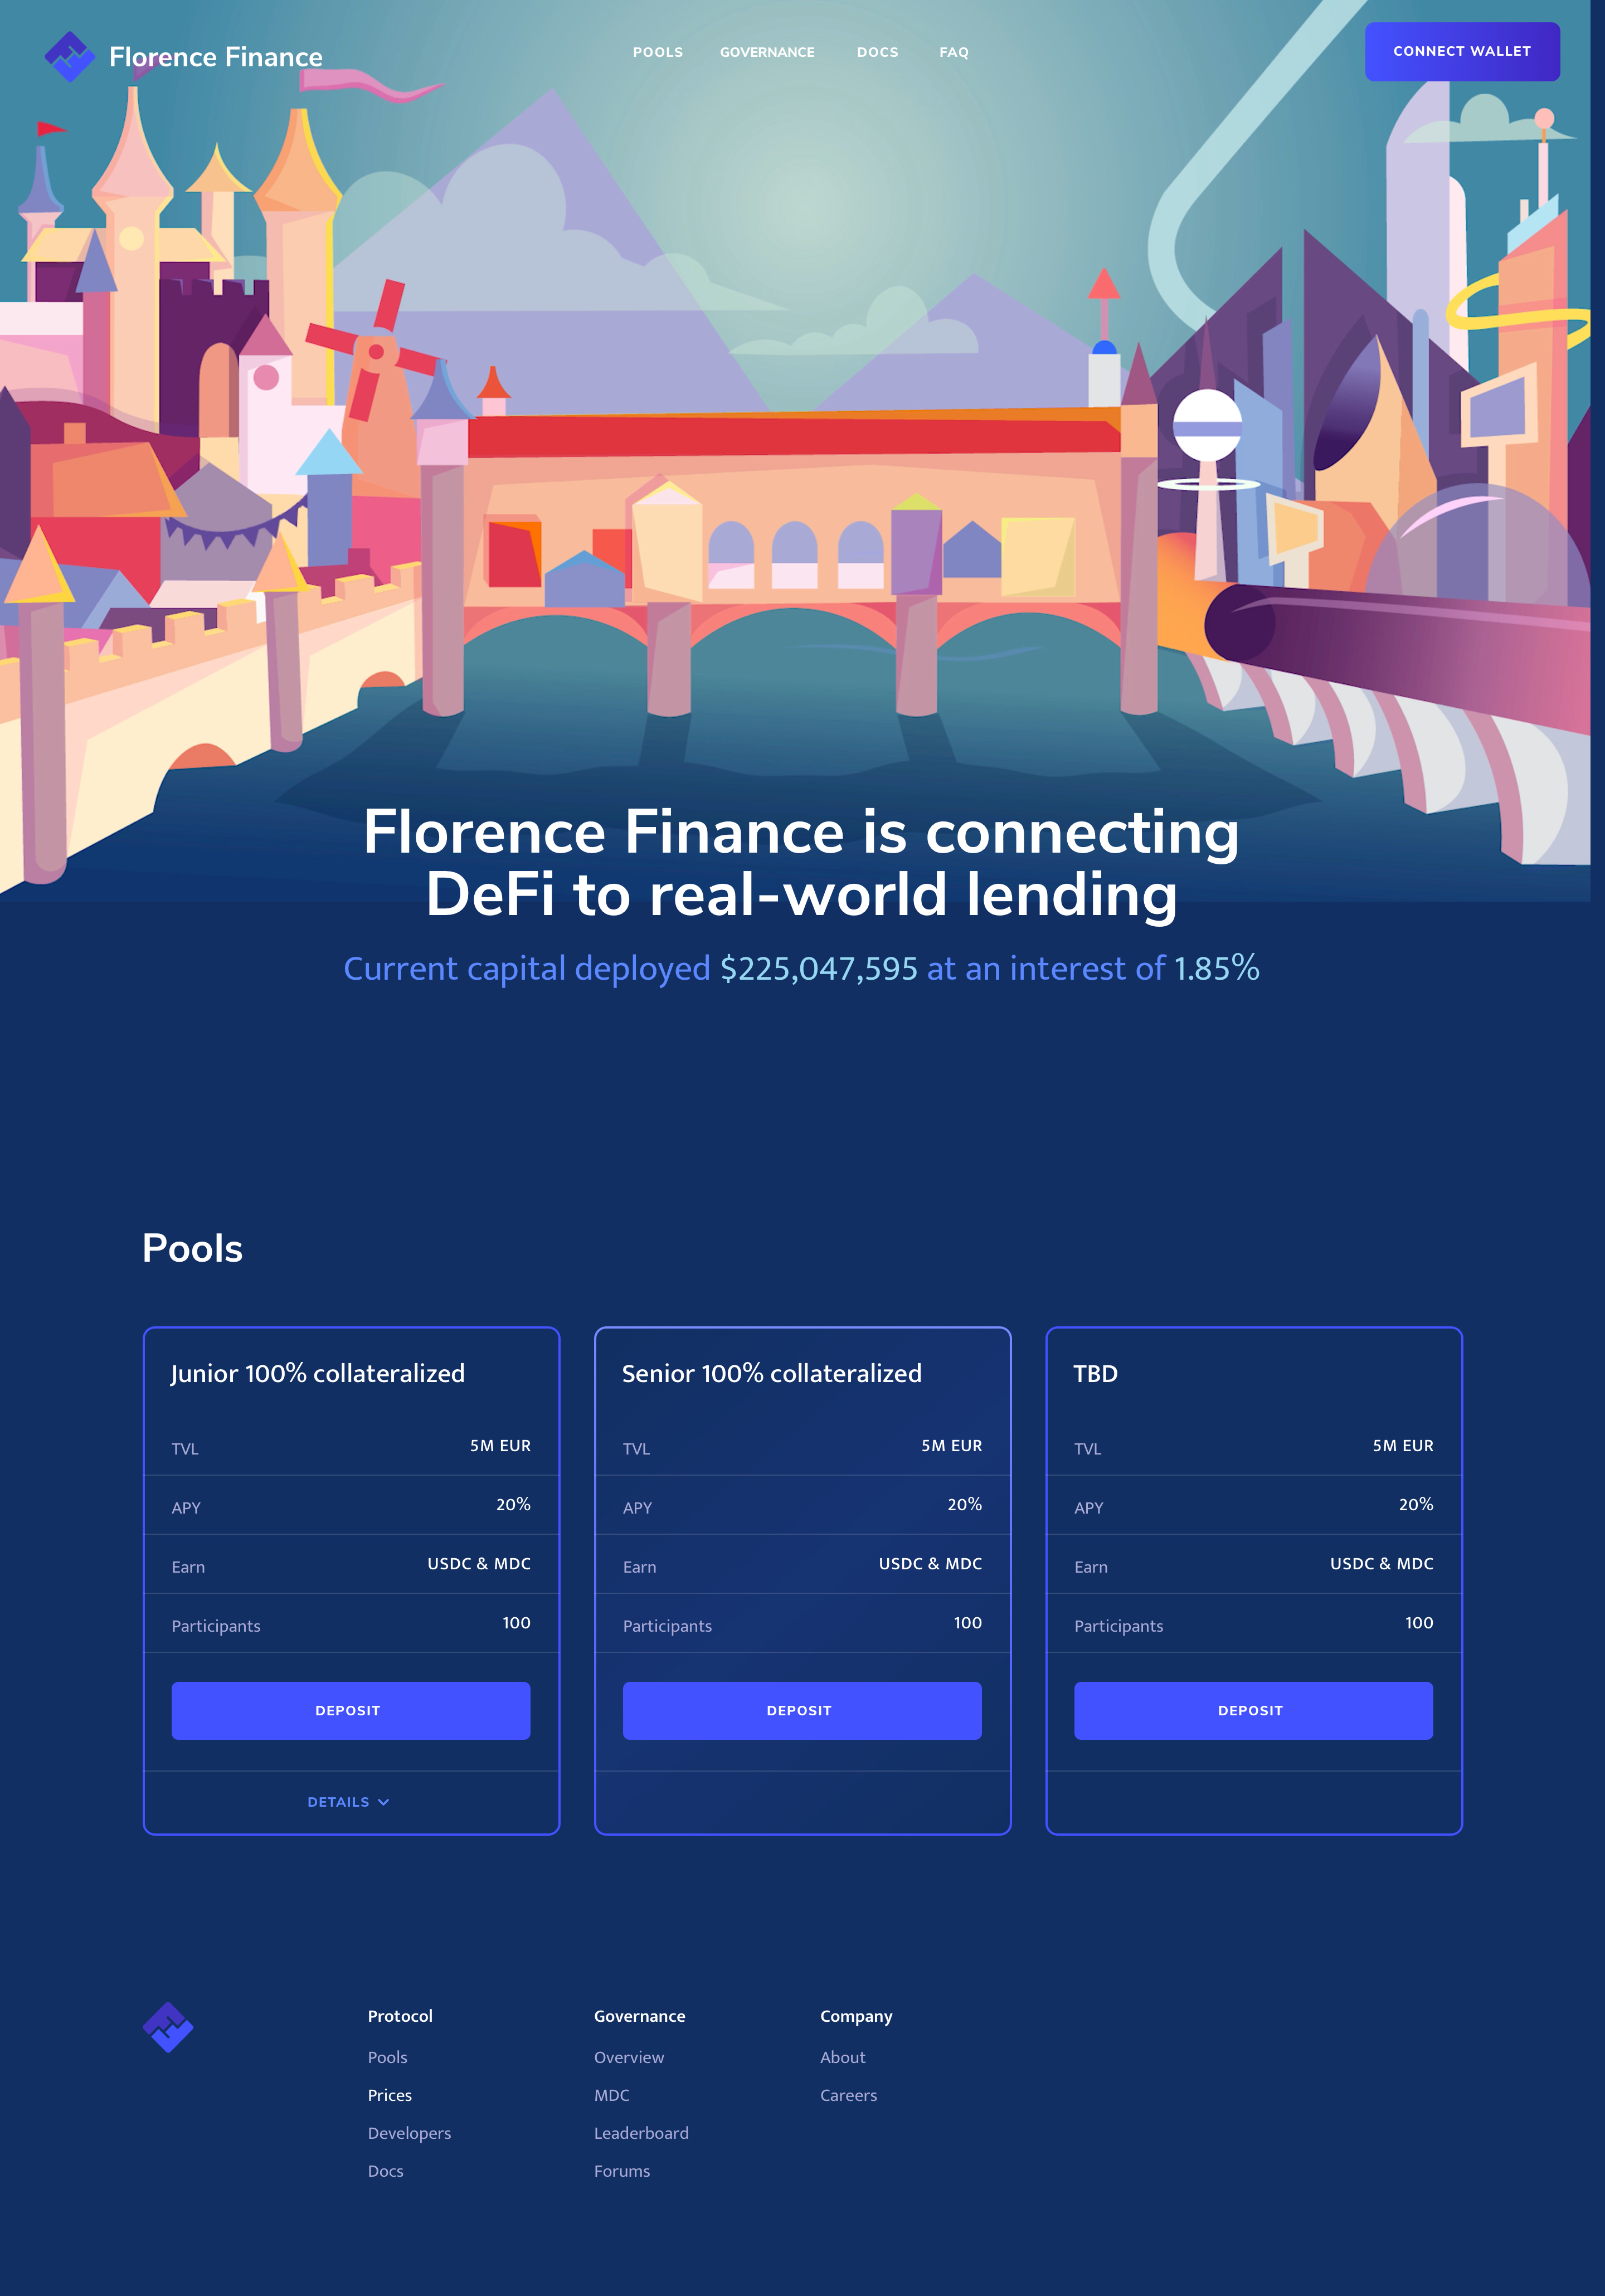 Florence Finance
POOLS
GOVERNANCE
DOCS
FAQ
CONNECT WALLET
Florence Finance is connecting
DeFi to real-world lending
Current capital deployed $225,047,595 at an interest of 1.85%
Pools
Junior 100% collateralized
TVL 5M EUR
APY 20%
Earn USDC & MDC
Participants 100
DEPOSIT
DETAILS
Senior 100% collateralized
TVL 5M EUR
APY 20%
Earn USDC & MDC
Participants 100
DEPOSIT
TBD
TVL 5M EUR
APY 20%
Earn USDC & MDC
Participants 100
DEPOSIT
Protocol
Pools
Prices
Developers
Docs
Governance
Overview
MDC
Leaderboard
Forums
Company
About
Careers